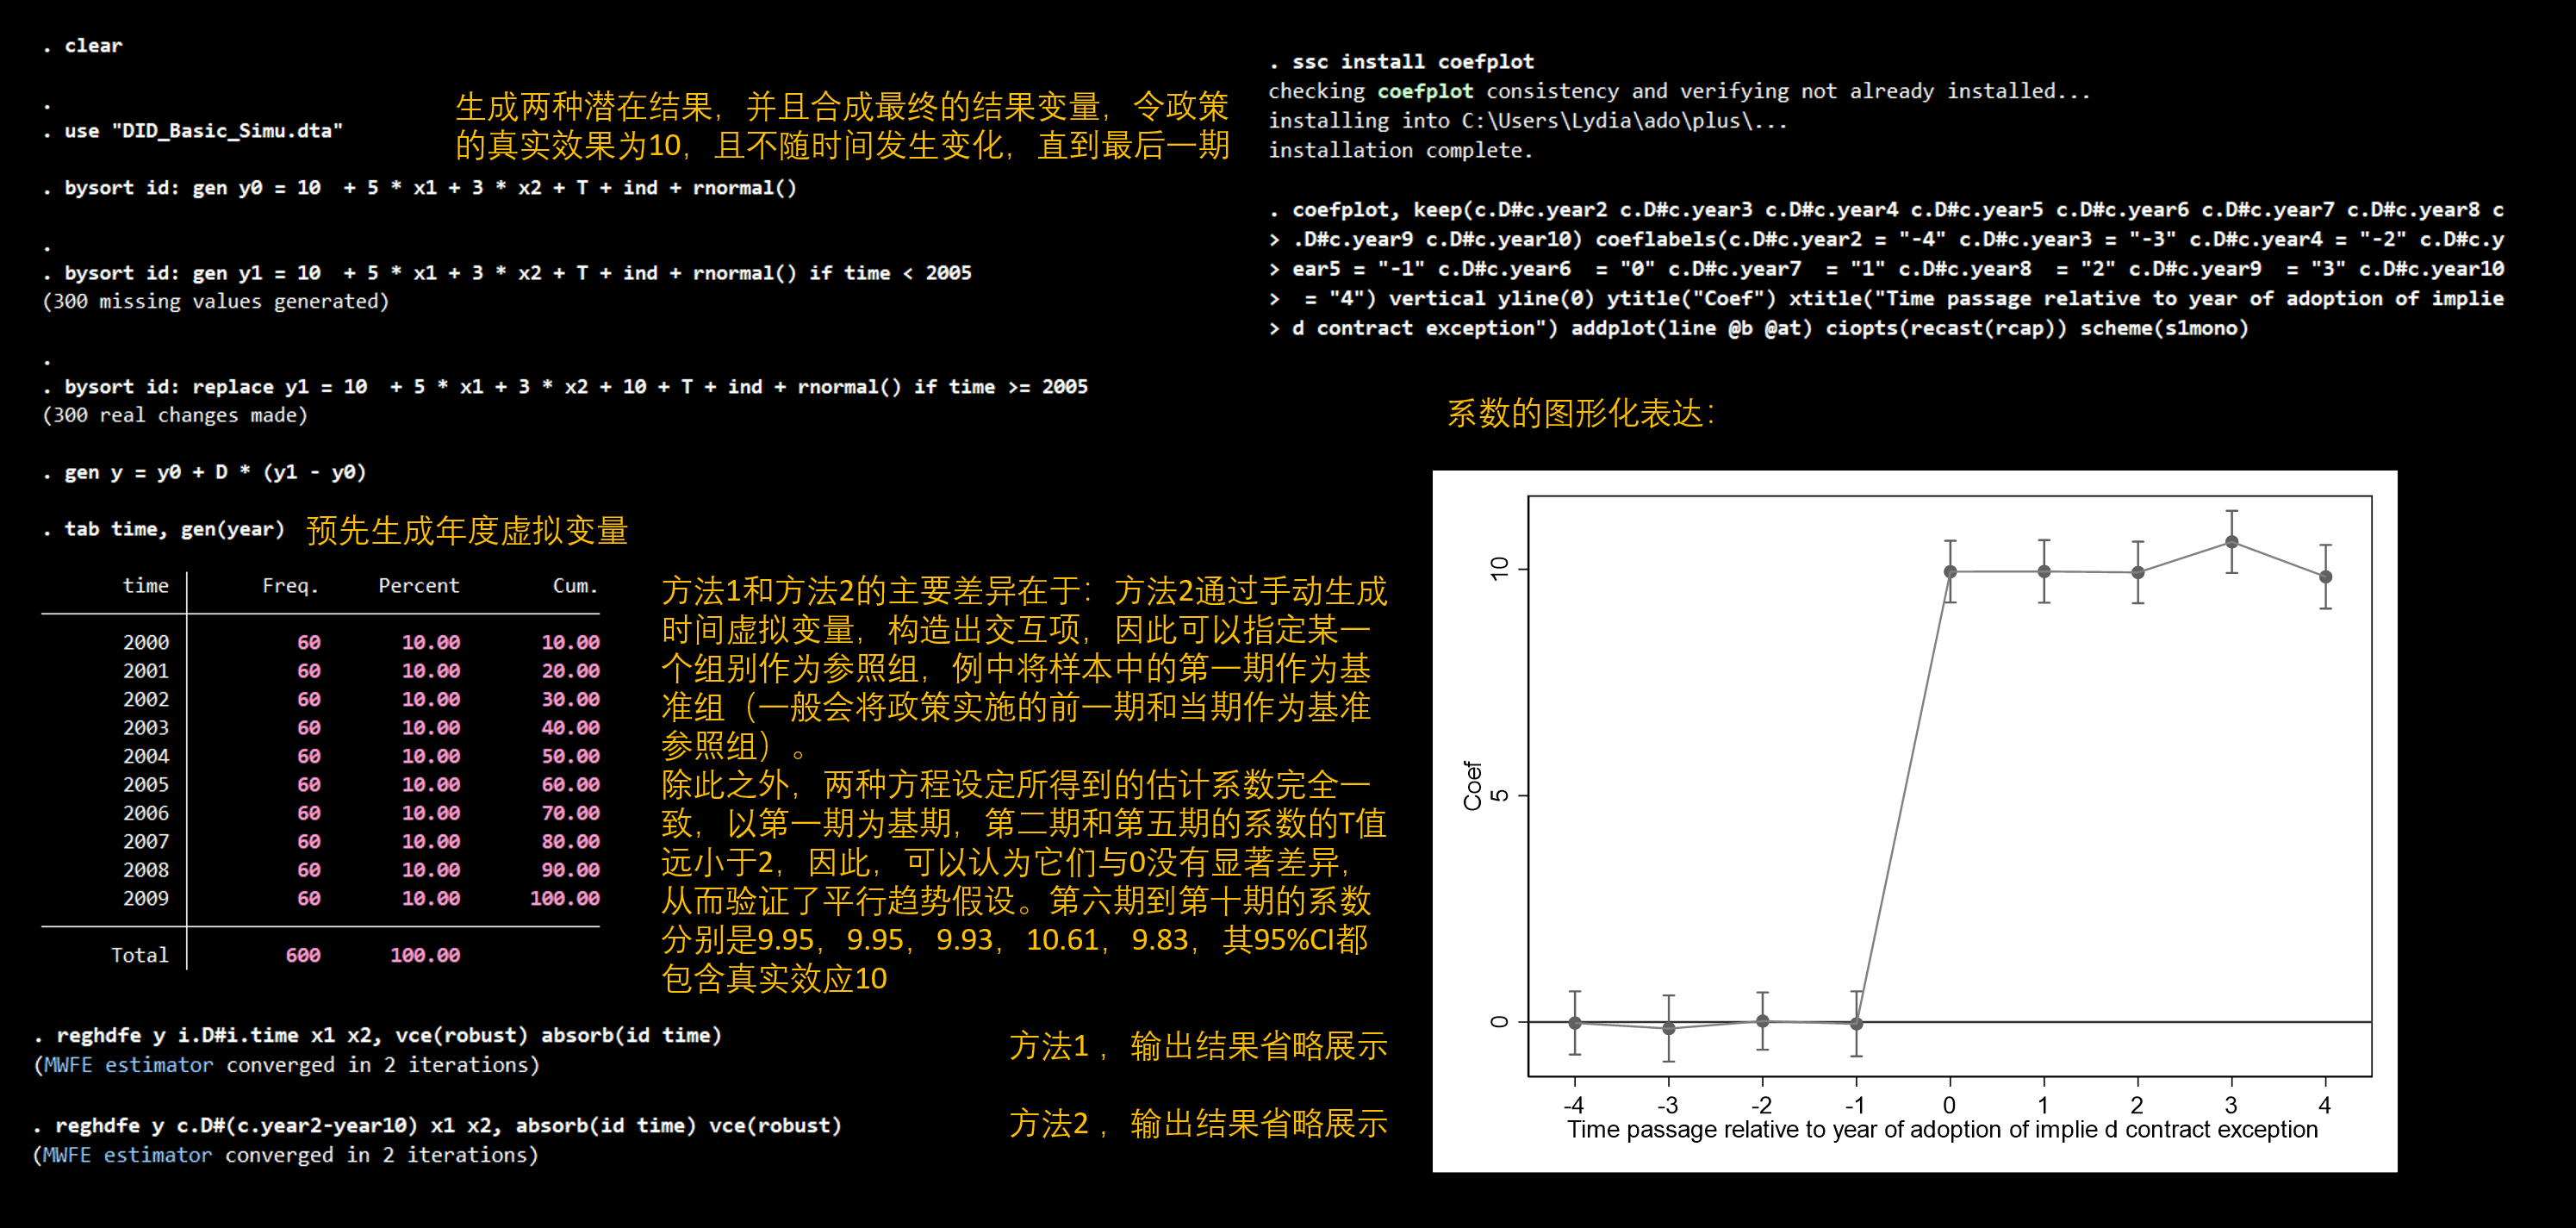 . clear
.
. use "DID_Basic_Simu.dta"
生成两种潜在结果，并且合成最终的结果变量，令政策
的真实效果为10，且不随时间发生变化，直到最后一期
. bysort id: gen y0 = 10  + 5 * x1 + 3 * x2 + T + ind + rnormal()
.
. bysort id: gen y1 = 10  + 5 * x1 + 3 * x2 + T + ind + rnormal() if time < 2005
(300 missing values generated)
.
. bysort id: replace y1 = 10  + 5 * x1 + 3 * x2 + 10 + T + ind + rnormal() if time >= 2005
(300 real changes made)
. gen y = y0 + D * (y1 - y0)
. tab time, gen(year) 预先生成年度虚拟变量
time Freq. Percent Cum.
2000 60 10.00 10.00
2001 60 10.00 20.00
2002 60 10.00 30.00
2003 60 10.00 40.00
2004 60 10.00 50.00
2005 60 10.00 60.00
2006 60 10.00 70.00
2007 60 10.00 80.00
2008 60 10.00 90.00
2009 60 10.00 100.00
Total 600 100.00
方法1和方法2的主要差异在于：方法2通过手动生成
时间虚拟变量，构造出交互项，因此可以指定某一
个组别作为参照组，例中将样本中的第一期作为基
准组（一般会将政策实施的前一期和当期作为基准
参照组）。
除此之外，两种方程设定所得到的估计系数完全一
致，以第一期为基期，第二期和第五期的系数的T值
远小于2，因此，可以认为它们与0没有显著差异，
从而验证了平行趋势假设。第六期到第十期的系数
分别是9.95，9.95，9.93，10.61，9.83，其95%CI都
包含真实效应10
. reghdfe y i.D#i.time x1 x2, vce(robust) absorb(id time)
(MWFE estimator converged in 2 iterations)
方法1 ，输出结果省略展示
. reghdfe y c.D#(c.year2-year10) x1 x2, absorb(id time) vce(robust)
(MWFE estimator converged in 2 iterations)
方法2 ，输出结果省略展示
. ssc install coefplot
checking coefplot consistency and verifying not already installed...
installing into C:\Users\Lydia\ado\plus\...
installation complete.
. coefplot, keep(c.D#c.year2 c.D#c.year3 c.D#c.year4 c.D#c.year5 c.D#c.year6 c.D#c.year7 c.D#c.year8 c
> .D#c.year9 c.D#c.year10) coeflabels(c.D#c.year2 = "-4" c.D#c.year3 = "-3" c.D#c.year4 = "-2" c.D#c.y
> ear5 = "-1" c.D#c.year6  = "0" c.D#c.year7  = "1" c.D#c.year8  = "2" c.D#c.year9  = "3" c.D#c.year10
>  = "4") vertical yline(0) ytitle("Coef") xtitle("Time passage relative to year of adoption of implie
> d contract exception") addplot(line @b @at) ciopts(recast(rcap)) scheme(s1mono)
系数的图形化表达：
10
5
0
Coef
-4 -3 -2 -1 0 1 2 3 4
Time passage relative to year of adoption of implie d contract exception